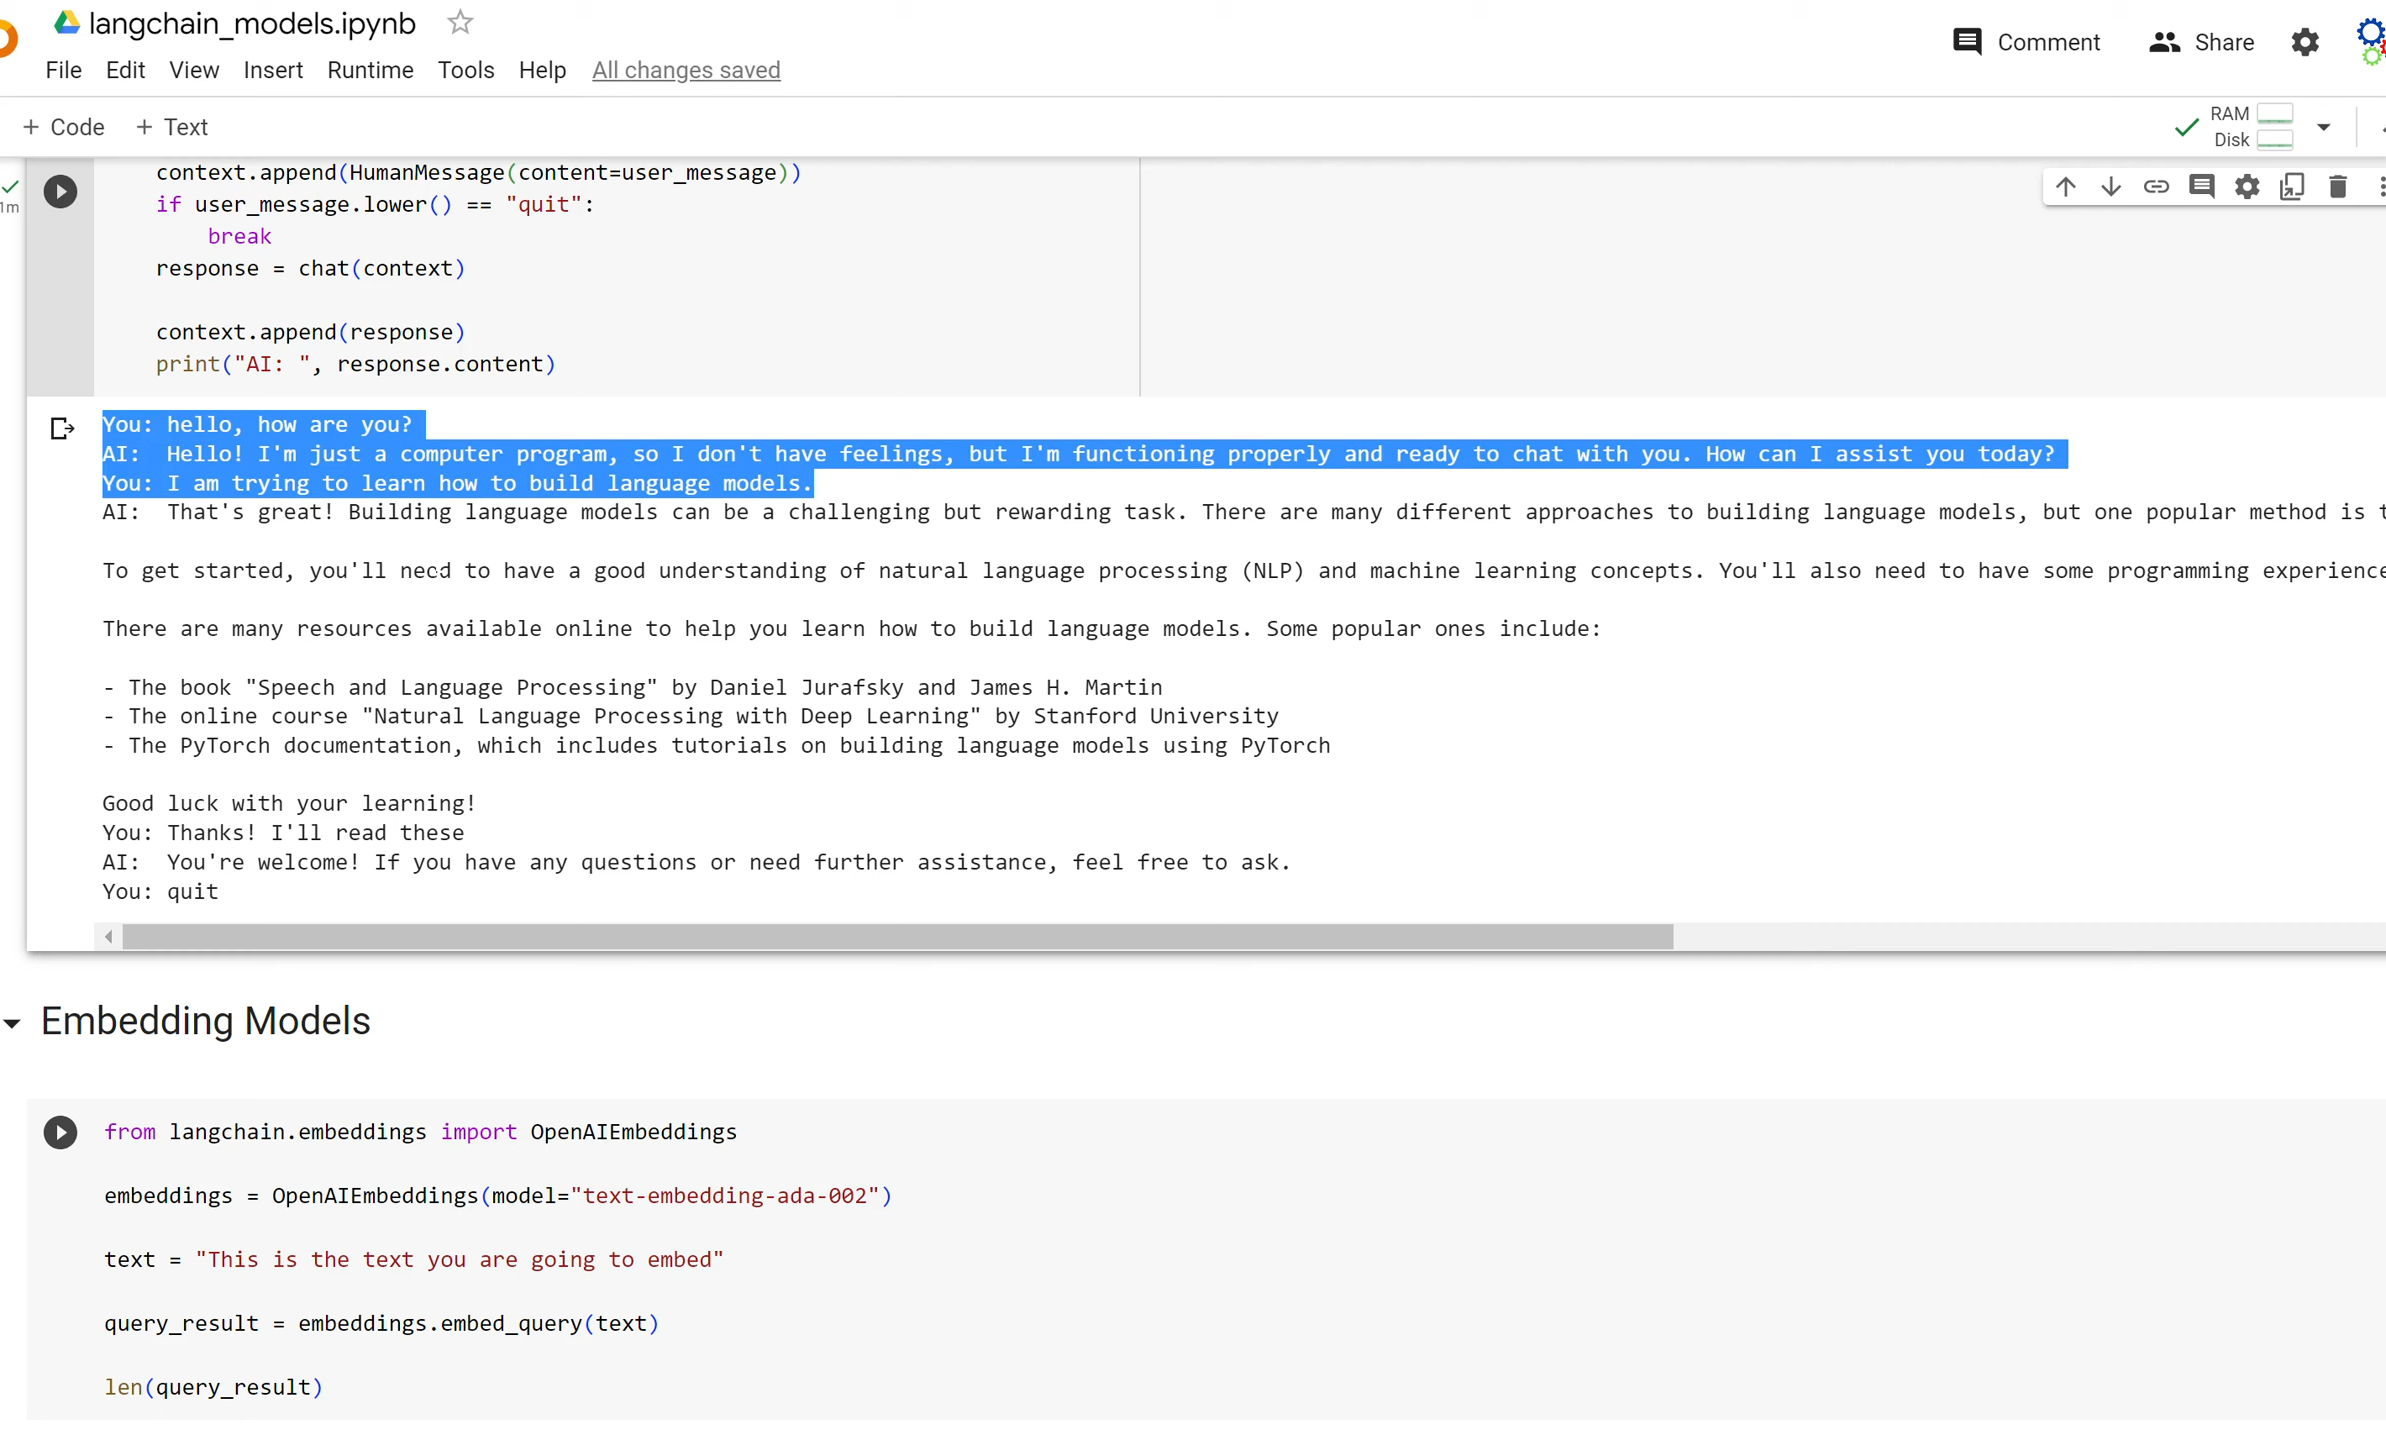 langchain_models.ipynb
Comment
Share
File Edit View Insert Runtime Tools Help All changes saved
+ Code + Text
RAM
Disk
1m
context.append(HumanMessage(content=user_message))
if user_message.lower() == "quit":
break
response = chat(context)
context.append(response)
print("AI: ", response.content)
You: hello, how are you?
AI:  Hello! I'm just a computer program, so I don't have feelings, but I'm functioning properly and ready to chat with you. How can I assist you today?
You: I am trying to learn how to build language models.
AI:  That's great! Building language models can be a challenging but rewarding task. There are many different approaches to building language models, but one popular method is
To get started, you'll need to have a good understanding of natural language processing (NLP) and machine learning concepts. You'll also need to have some programming experience
There are many resources available online to help you learn how to build language models. Some popular ones include:
- The book "Speech and Language Processing" by Daniel Jurafsky and James H. Martin
- The online course "Natural Language Processing with Deep Learning" by Stanford University
- The PyTorch documentation, which includes tutorials on building language models using PyTorch
Good luck with your learning!
You: Thanks! I'll read these
AI:  You're welcome! If you have any questions or need further assistance, feel free to ask.
You: quit
Embedding Models
from langchain.embeddings import OpenAIEmbeddings
embeddings = OpenAIEmbeddings(model="text-embedding-ada-002")
text = "This is the text you are going to embed"
query_result = embeddings.embed_query(text)
len(query_result)